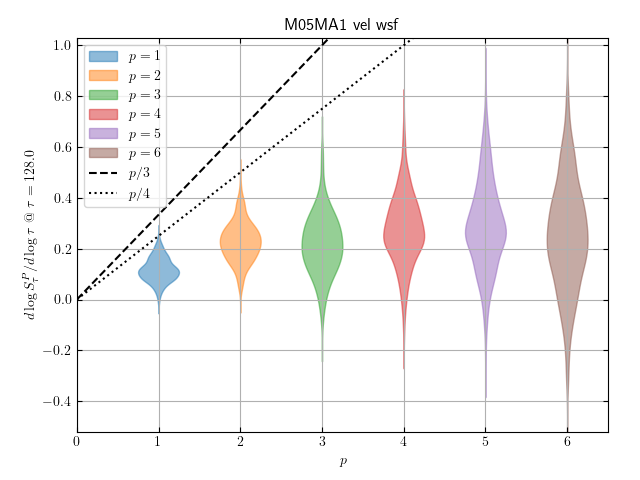 M05MA1 vel wsf
d log S_τ^P / d log τ @ τ = 128.0
1.0
0.8
0.6
0.4
0.2
0.0
−0.2
−0.4
p = 1
p = 2
p = 3
p = 4
p = 5
p = 6
p/3
p/4
0 1 2 3 4 5 6
p